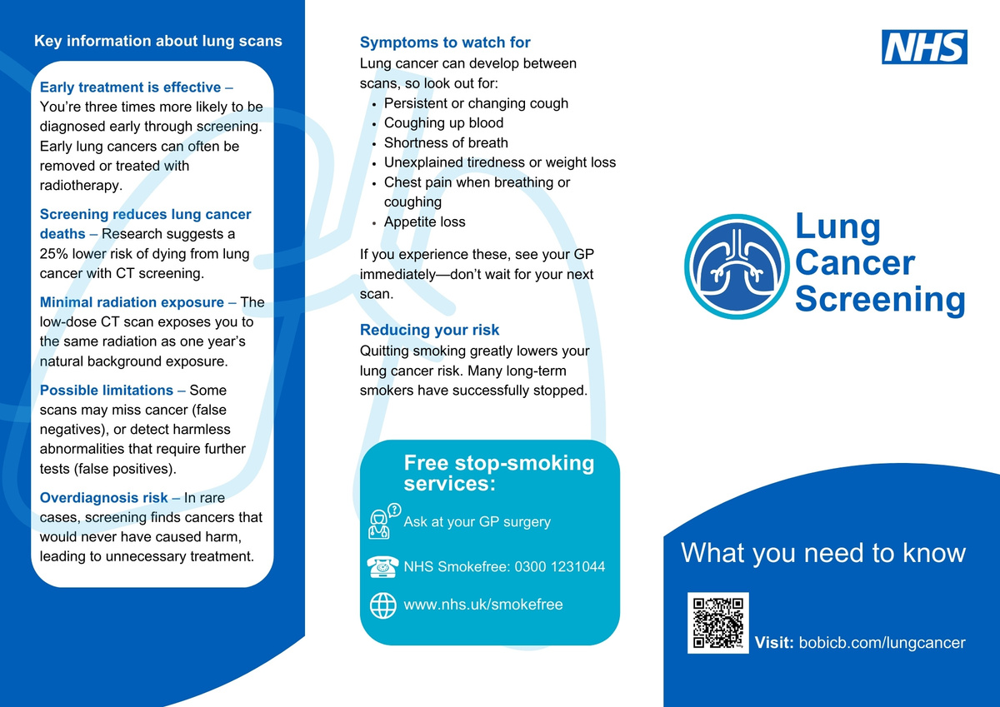 Key information about lung scans
Early treatment is effective –
You’re three times more likely to be
diagnosed early through screening.
Early lung cancers can often be
removed or treated with
radiotherapy.
Screening reduces lung cancer
deaths – Research suggests a
25% lower risk of dying from lung
cancer with CT screening.
Minimal radiation exposure – The
low-dose CT scan exposes you to
the same radiation as one year’s
natural background exposure.
Possible limitations – Some
scans may miss cancer (false
negatives), or detect harmless
abnormalities that require further
tests (false positives).
Overdiagnosis risk – In rare
cases, screening finds cancers that
would never have caused harm,
leading to unnecessary treatment.
Symptoms to watch for
Lung cancer can develop between
scans, so look out for:
• Persistent or changing cough
• Coughing up blood
• Shortness of breath
• Unexplained tiredness or weight loss
• Chest pain when breathing or
coughing
• Appetite loss
If you experience these, see your GP
immediately—don’t wait for your next
scan.
Reducing your risk
Quitting smoking greatly lowers your
lung cancer risk. Many long-term
smokers have successfully stopped.
Free stop-smoking
services:
?
Ask at your GP surgery
NHS Smokefree: 0300 1231044
www.nhs.uk/smokefree
NHS
Lung
Cancer
Screening
What you need to know
Visit: bobicb.com/lungcancer